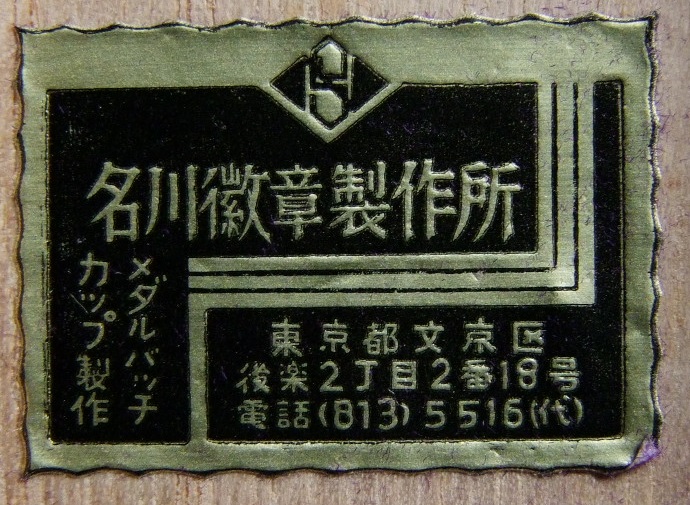 名川徽章製作所
メダルバッチ
カップ製作
東京都文京区
後楽2丁目2番18号
電話(813)5516(代)